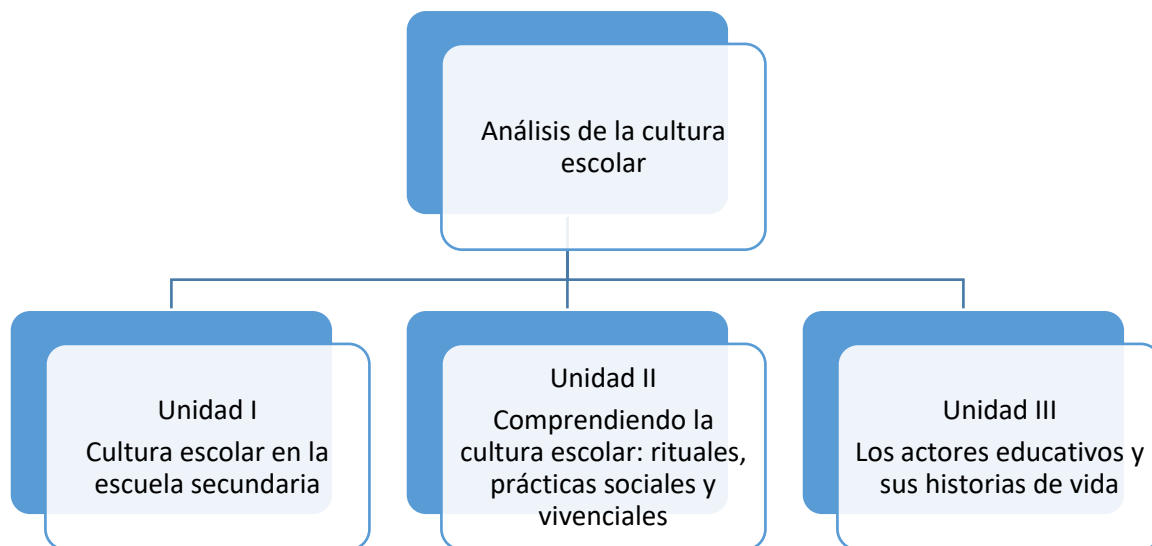 Análisis de la cultura
escolar
Unidad I
Cultura escolar en la
escuela secundaria
Unidad II
Comprendiendo la
cultura escolar: rituales,
prácticas sociales y
vivenciales
Unidad III
Los actores educativos y
sus historias de vida